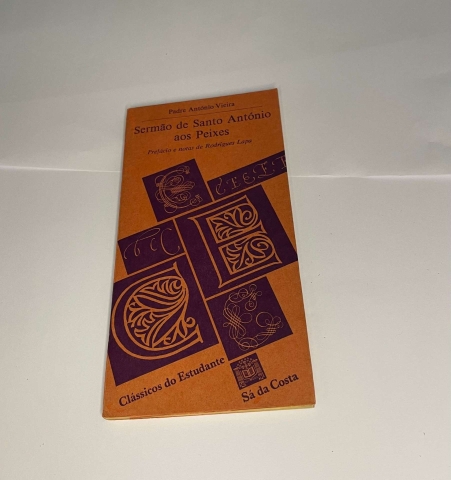 Padre António Vieira
Sermão de Santo António
aos Peixes
Prefácio e notas de Rodrigues Lapa
Clássicos do Estudante
Sá da Costa